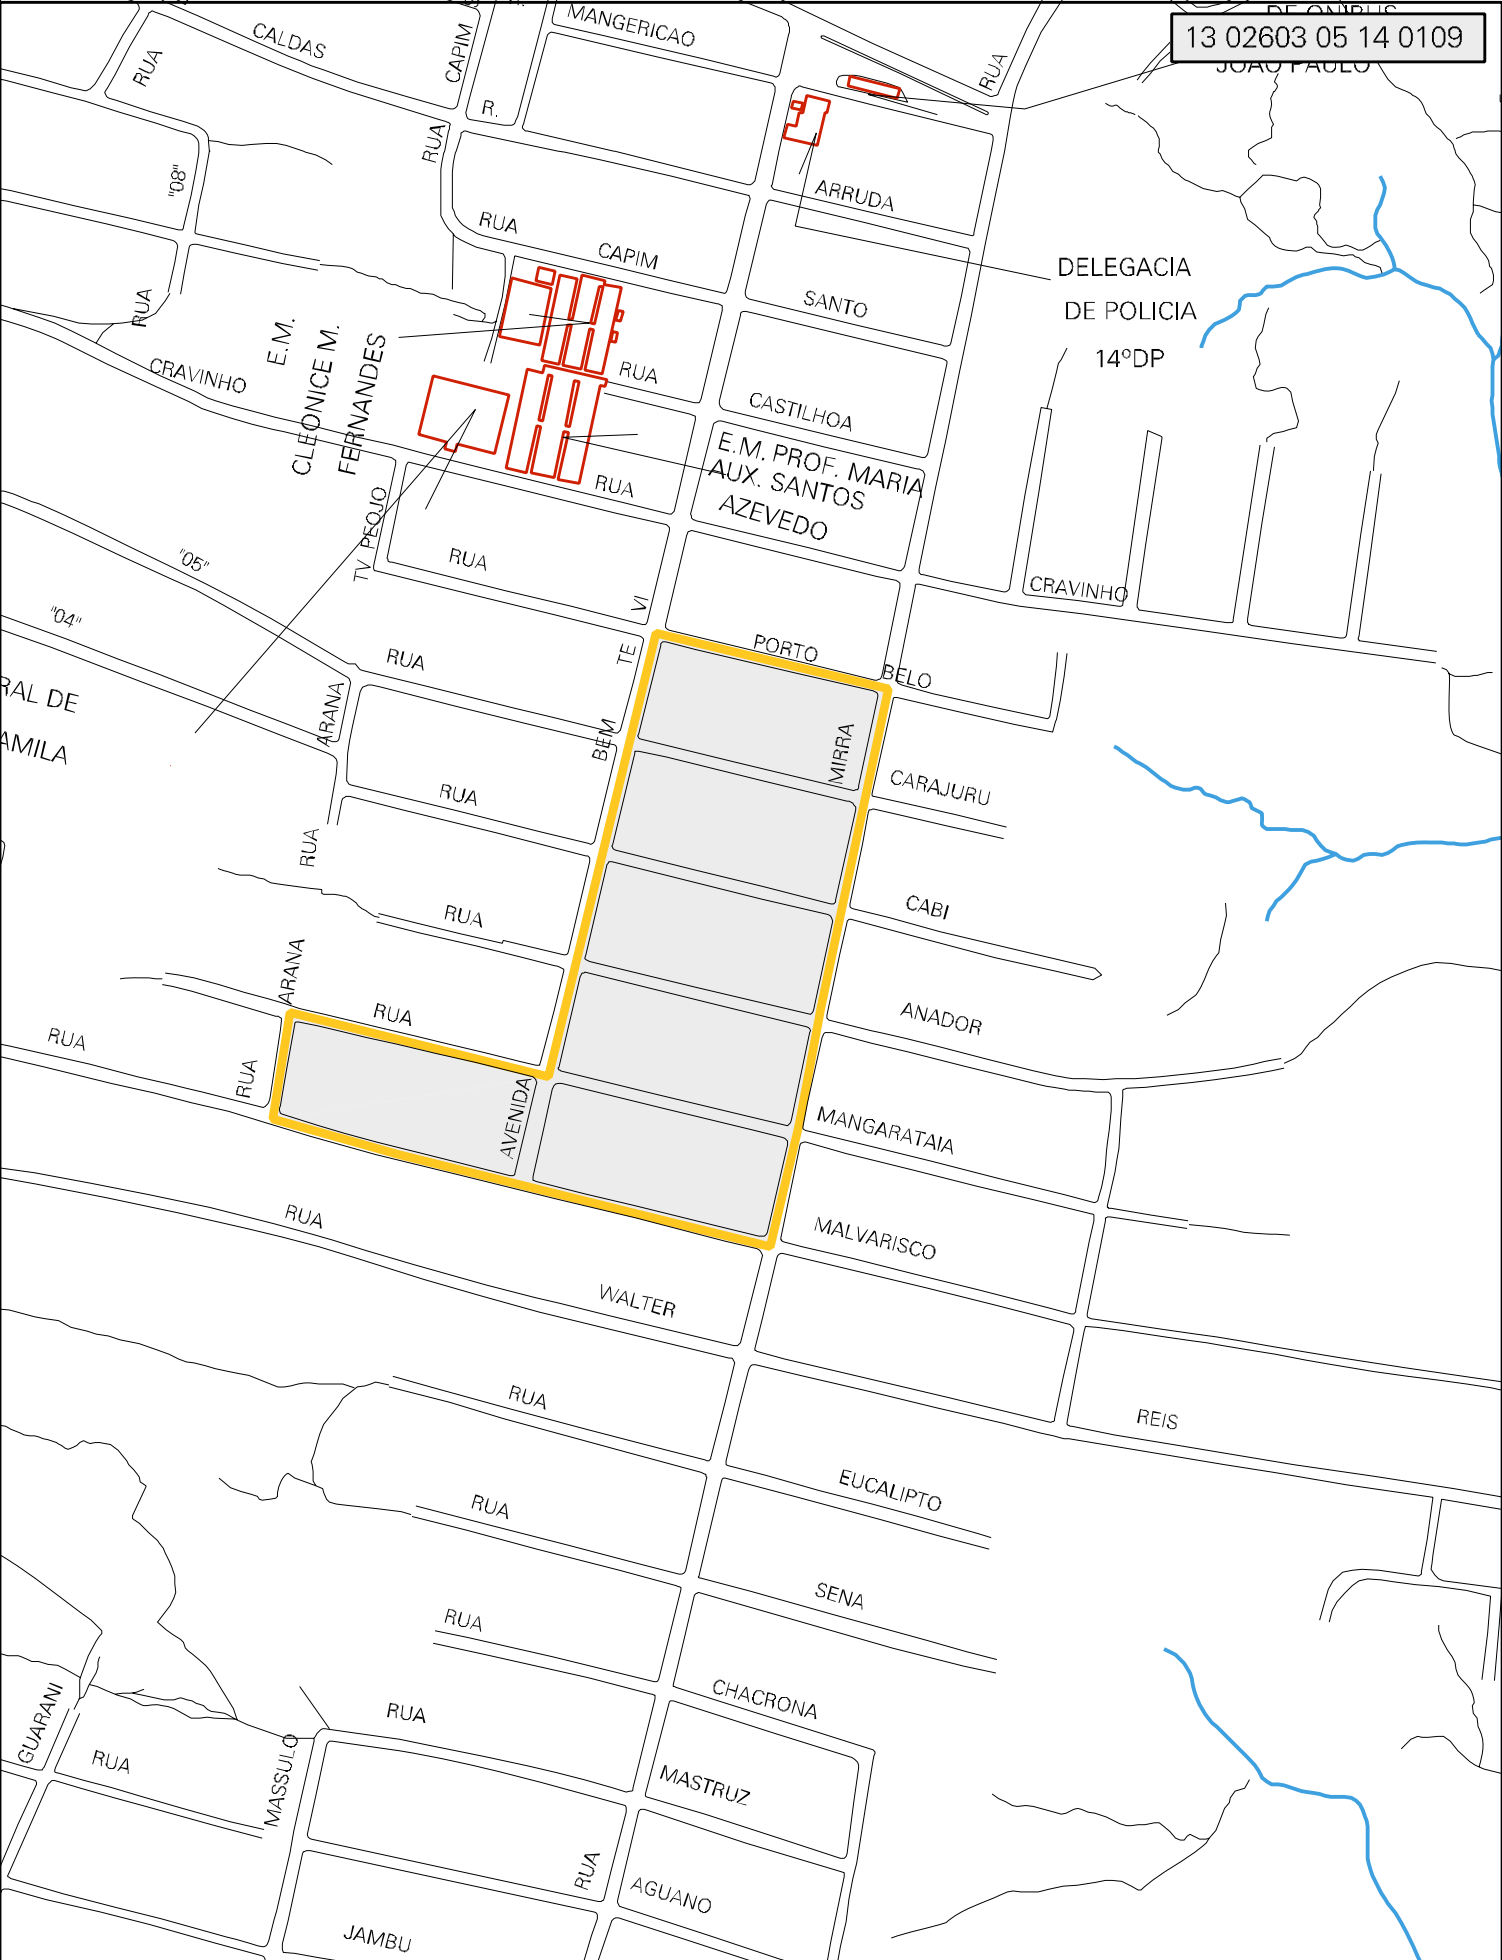 MANGERICAO
CALDAS
CAPIM
RUA
RUA
DE ONIBUS
13 02603 05 14 0109
JOAO PAULO
R.
RUA
"08"
ARRUDA
RUA
CAPIM
DELEGACIA
DE POLICIA
14ºDP
SANTO
RUA
E.M.
CLEONICE M.
FERNANDES
CRAVINHO
RUA
CASTILHOA
E.M. PROF. MARIA
AUX. SANTOS
AZEVEDO
RUA
TV PEOJO
RUA
"05"
"04"
CRAVINHO
VI
TE
BEM
PORTO
BELO
RUA
ARANA
RAL DE
AMILA
MIRRA
CARAJURU
RUA
RUA
CABI
RUA
ARANA
RUA
ANADOR
RUA
RUA
AVENIDA
MANGARATAIA
RUA
MALVARISCO
WALTER
RUA
REIS
RUA
EUCALIPTO
RUA
SENA
RUA
CHACRONA
GUARANI
RUA
MASSULO
RUA
MASTRUZ
RUA
AGUANO
JAMBU